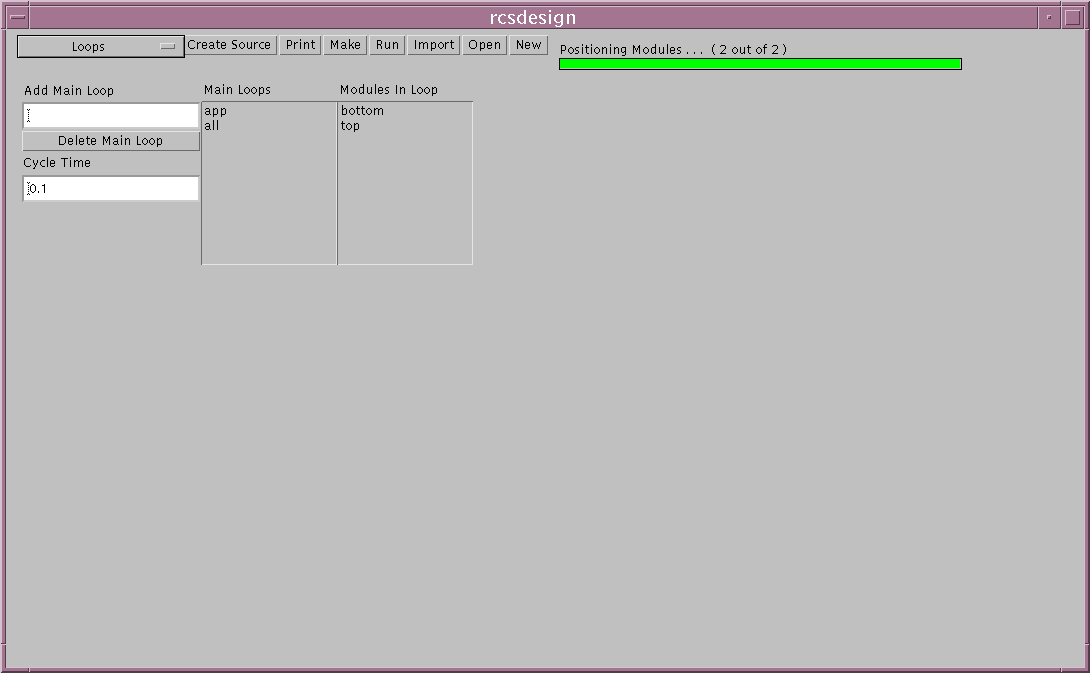 rcsdesign
Loops
Create Source
Print
Make
Run
Import
Open
New
Positioning Modules . . . ( 2 out of 2 )
Add Main Loop
Main Loops
Modules In Loop
app
bottom
all
top
Delete Main Loop
Cycle Time
0.1